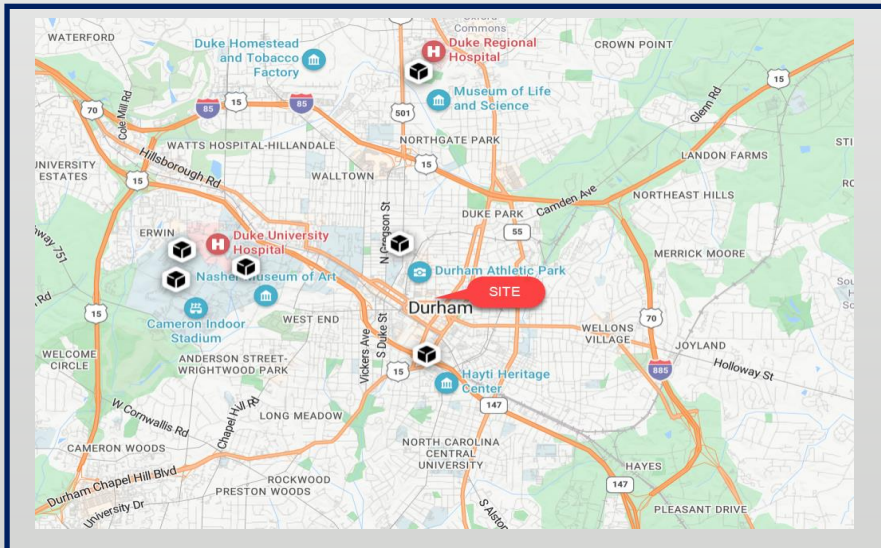 Oxford
Commons
WATERFORD
Duke Homestead
and Tobacco
Factory
H
Duke Regional
Hospital
CROWN POINT
15
70
Cole Mill Rd
85
15
85
501
Museum of Life
and Science
Glenn Rd
WATTS HOSPITAL-HILLANDALE
NORTHGATE PARK
STI
UNIVERSITY
ESTATES
Hillsborough Rd
15
WALLTOWN
15
LANDON FARMS
Camden Ave
NORTHEAST HILLS
DUKE PARK
ERWIN
H
Duke University
Hospital
N Gregson St
55
MERRICK MOORE
Nasher Museum of Art
Durham Athletic Park
SITE
Durham
Cameron Indoor
Stadium
WEST END
S Duke St
15
WELLONS
VILLAGE
70
JOYLAND
WELCOME
CIRCLE
ANDERSON STREET-
WRIGHTWOOD PARK
Vickers Ave
15
Hayti Heritage
Center
885
Holloway St
147
W Cornwallis Rd
Chapel Hill Rd
LONG MEADOW
CAMERON WOODS
NORTH CAROLINA
CENTRAL
UNIVERSITY
HAYES
ROCKWOOD
147
Durham Chapel Hill Blvd
PRESTON WOODS
University Dr
S Alston
PLEASANT DRIVE